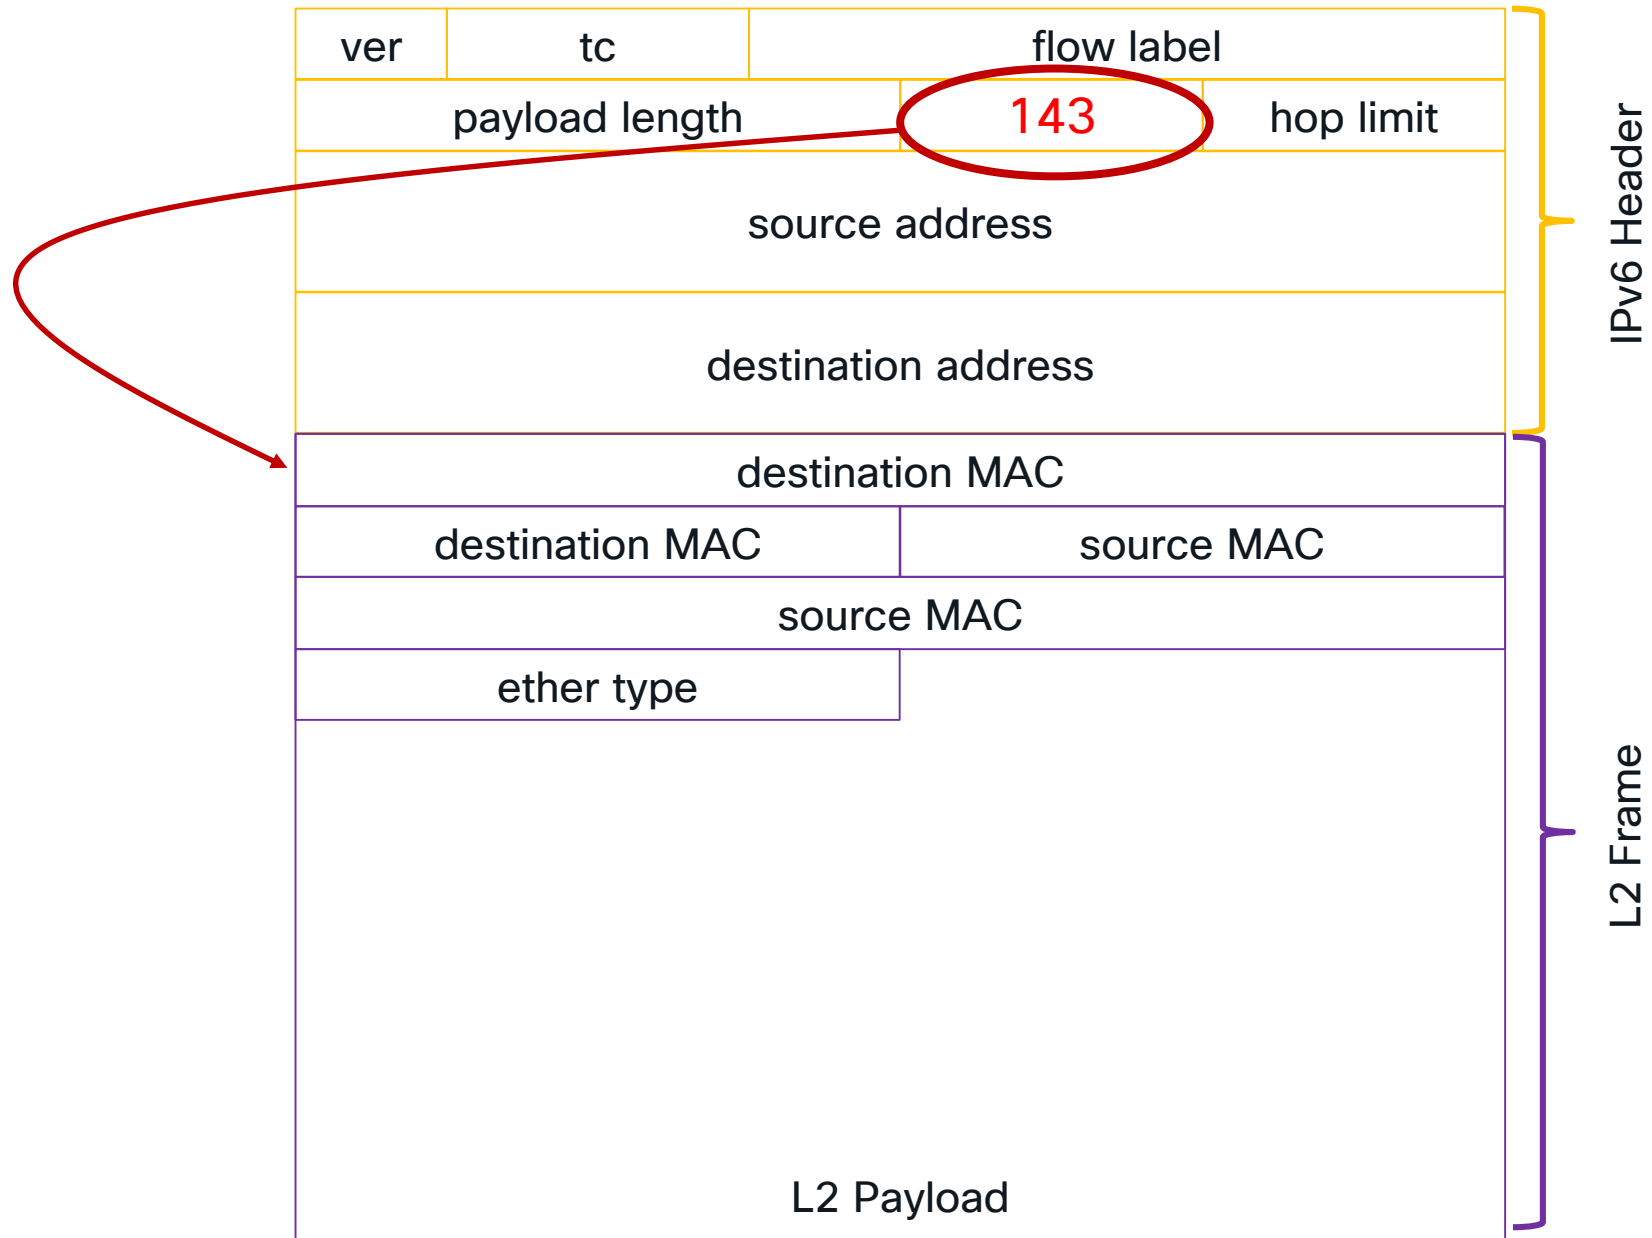 ver tc flow label
payload length 143 hop limit
source address
destination address
IPv6 Header
destination MAC
destination MAC source MAC
source MAC
ether type
L2 Payload
L2 Frame